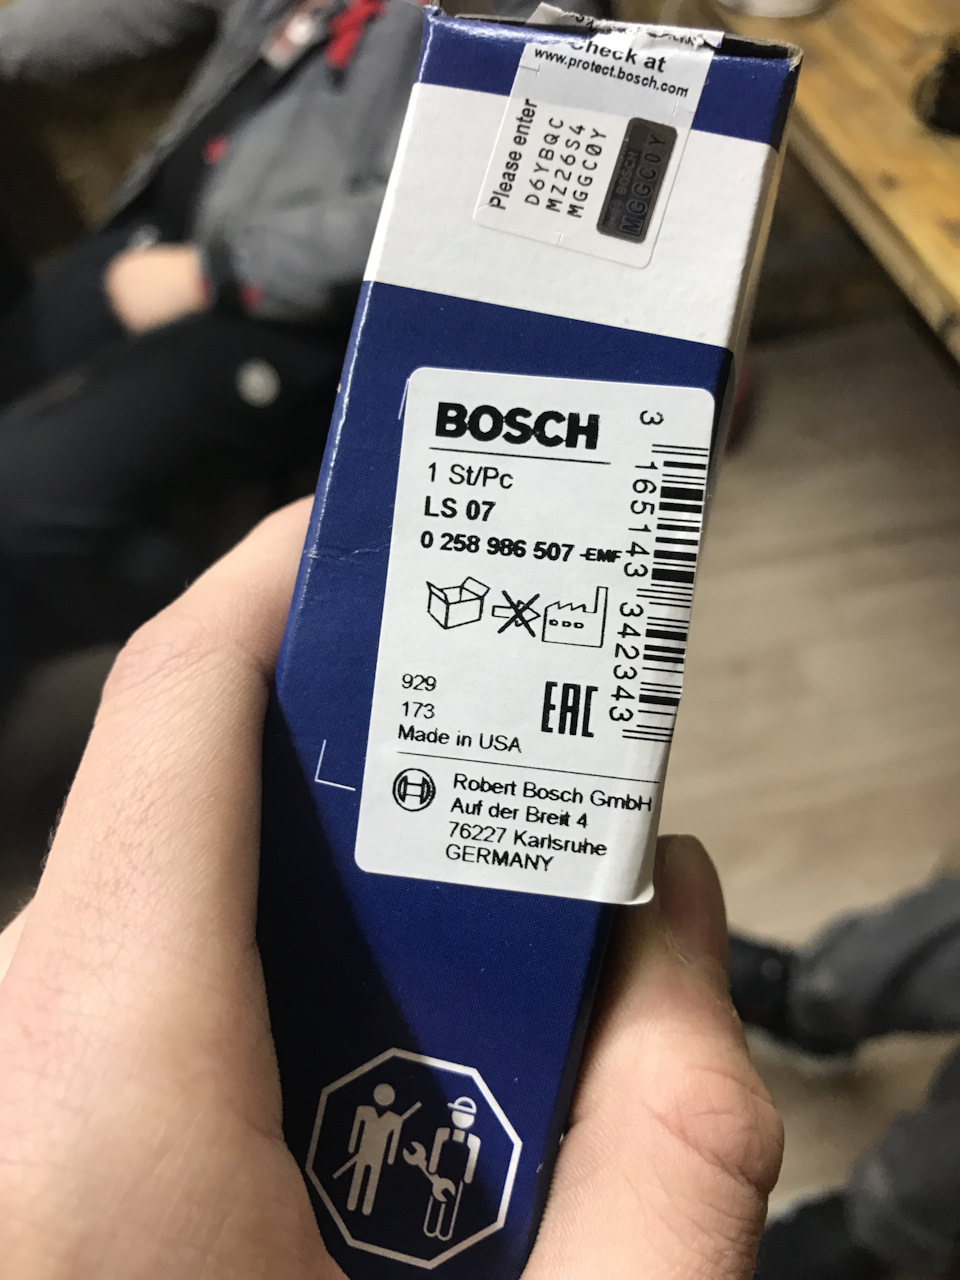 Check at
www.protect.bosch.com
Please enter
D6YBQC
MZ26S4
MGGC0Y
BOSCH
MGGC0Y
BOSCH
1 St/Pc
LS 07
0 258 986 507 -EMF
929
173
Made in USA
EAC
Robert Bosch GmbH
Auf der Breit 4
76227 Karlsruhe
GERMANY
3 165143 342343